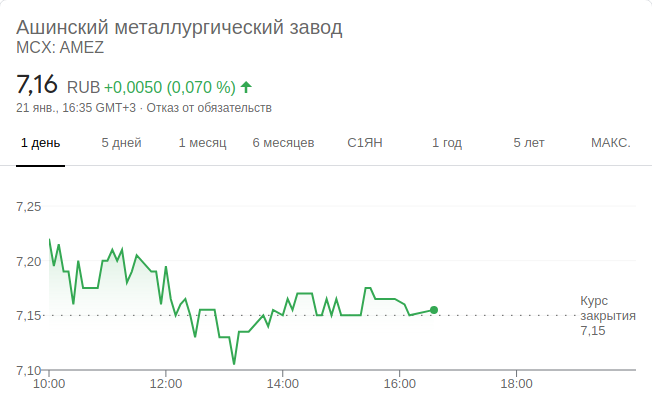 Ашинский металлургический завод
MCX: AMEZ
7,16 RUB +0,0050 (0,070 %)
21 янв., 16:35 GMT+3 · Отказ от обязательств
1 день 5 дней 1 месяц 6 месяцев С1ЯН 1 год 5 лет МАКС.
7,25
7,20
Курс
7,15 закрытия
7,15
7,10
10:00 12:00 14:00 16:00 18:00